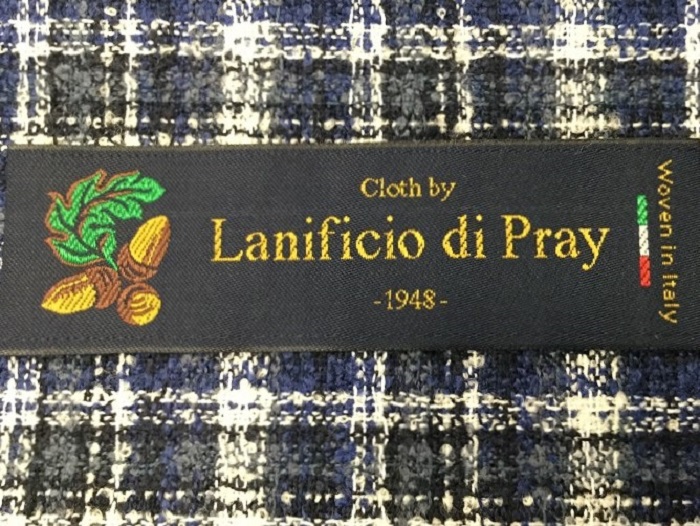 Cloth by
Lanificio di Pray
-1948-
Woven in Italy